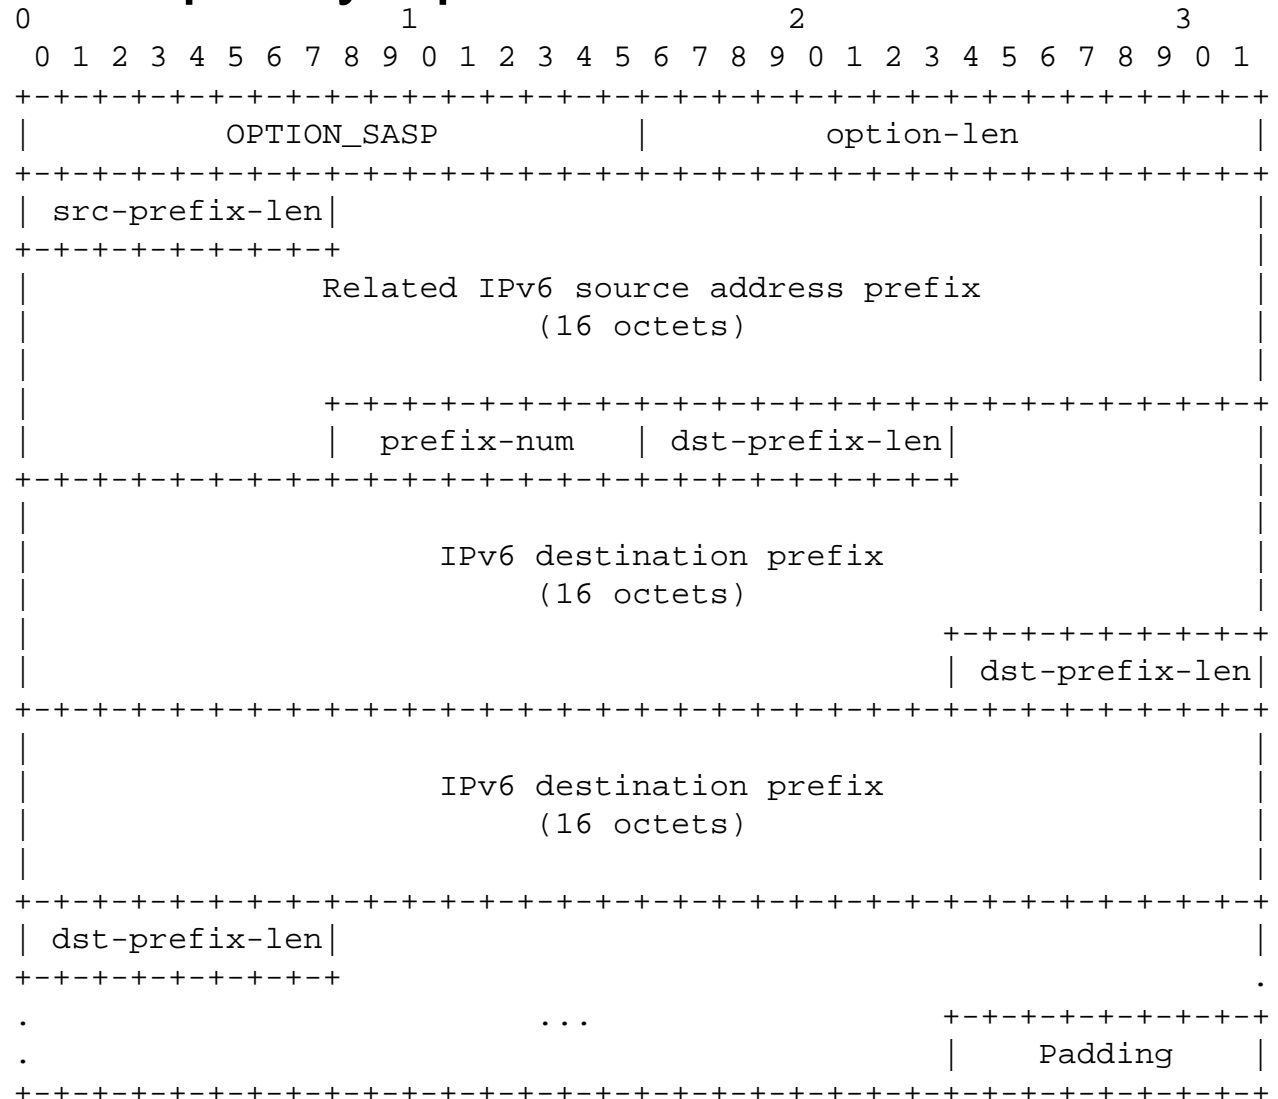 0                   1                   2                   3
 0 1 2 3 4 5 6 7 8 9 0 1 2 3 4 5 6 7 8 9 0 1 2 3 4 5 6 7 8 9 0 1
+-+-+-+-+-+-+-+-+-+-+-+-+-+-+-+-+-+-+-+-+-+-+-+-+-+-+-+-+-+-+-+-+
|          OPTION_SASP          |         option-len            |
+-+-+-+-+-+-+-+-+-+-+-+-+-+-+-+-+-+-+-+-+-+-+-+-+-+-+-+-+-+-+-+-+
| src-prefix-len|                                               |
+-+-+-+-+-+-+-+-+                                               |
|               Related IPv6 source address prefix              |
|                          (16 octets)                          |
|                                                               |
|               +-+-+-+-+-+-+-+-+-+-+-+-+-+-+-+-+-+-+-+-+-+-+-+-+
|               |  prefix-num   | dst-prefix-len|               |
+-+-+-+-+-+-+-+-+-+-+-+-+-+-+-+-+-+-+-+-+-+-+-+-+               |
|                                                               |
|                     IPv6 destination prefix                   |
|                          (16 octets)                          |
|                                               +-+-+-+-+-+-+-+-+
|                                               | dst-prefix-len|
+-+-+-+-+-+-+-+-+-+-+-+-+-+-+-+-+-+-+-+-+-+-+-+-+-+-+-+-+-+-+-+-+
|                                                               |
|                     IPv6 destination prefix                   |
|                          (16 octets)                          |
|                                                               |
+-+-+-+-+-+-+-+-+-+-+-+-+-+-+-+-+-+-+-+-+-+-+-+-+-+-+-+-+-+-+-+-+
| dst-prefix-len|                                               |
+-+-+-+-+-+-+-+-+                                               .
.                          ...                  +-+-+-+-+-+-+-+-+
.                                               |    Padding    |
+-+-+-+-+-+-+-+-+-+-+-+-+-+-+-+-+-+-+-+-+-+-+-+-+-+-+-+-+-+-+-+-+